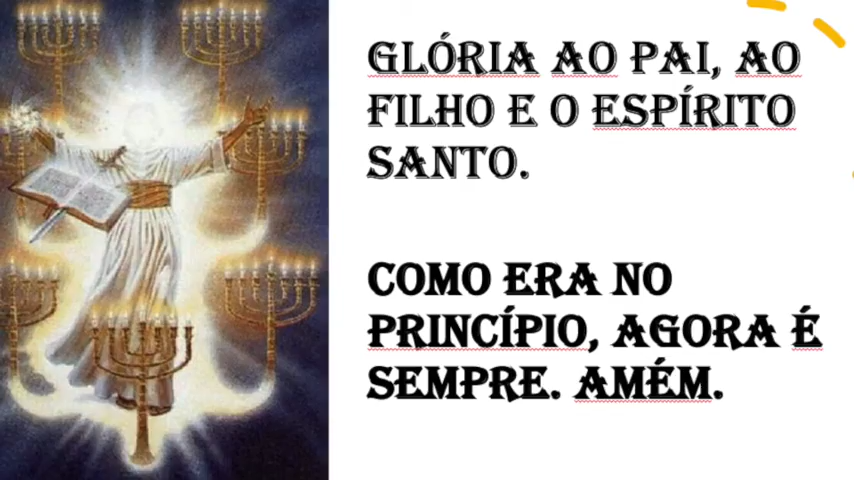 GLÓRIA AO PAI, AO
FILHO E O ESPÍRITO
SANTO.
COMO ERA NO
PRINCÍPIO, AGORA É
SEMPRE. AMÉM.